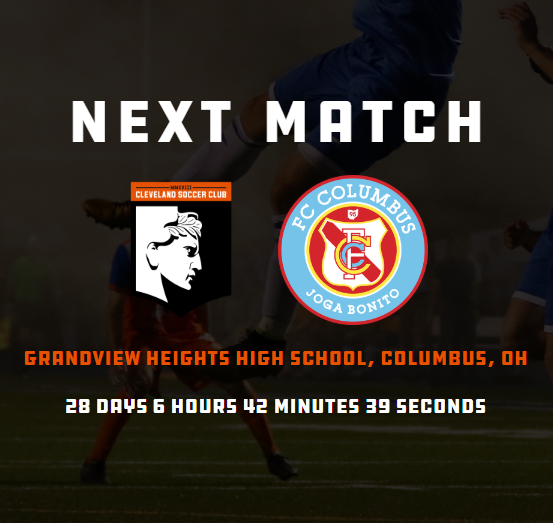 NEXT MATCH
MMXVIII
CLEVELAND SOCCER CLUB
FC COLUMBUS
JOGA BONITO
GRANDVIEW HEIGHTS HIGH SCHOOL, COLUMBUS, OH
28 DAYS 6 HOURS 42 MINUTES 39 SECONDS